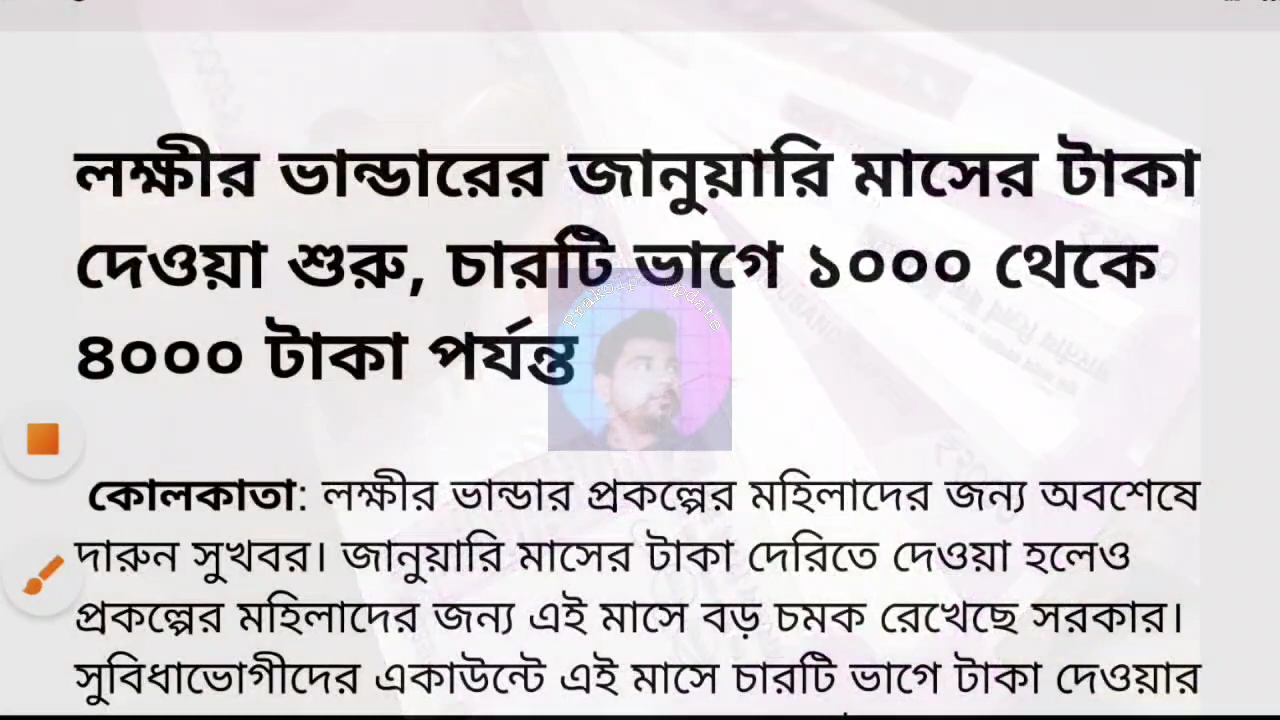 লক্ষীর ভান্ডারের জানুয়ারি মাসের টাকা
দেওয়া শুরু, চারটি ভাগে ১০০০ থেকে
৪০০০ টাকা পর্যন্ত
কোলকাতা: লক্ষীর ভান্ডার প্রকল্পের মহিলাদের জন্য অবশেষে
দারুন সুখবর। জানুয়ারি মাসের টাকা দেরিতে দেওয়া হলেও
প্রকল্পের মহিলাদের জন্য এই মাসে বড় চমক রেখেছে সরকার।
সুবিধাভোগীদের একাউন্টে এই মাসে চারটি ভাগে টাকা দেওয়ার